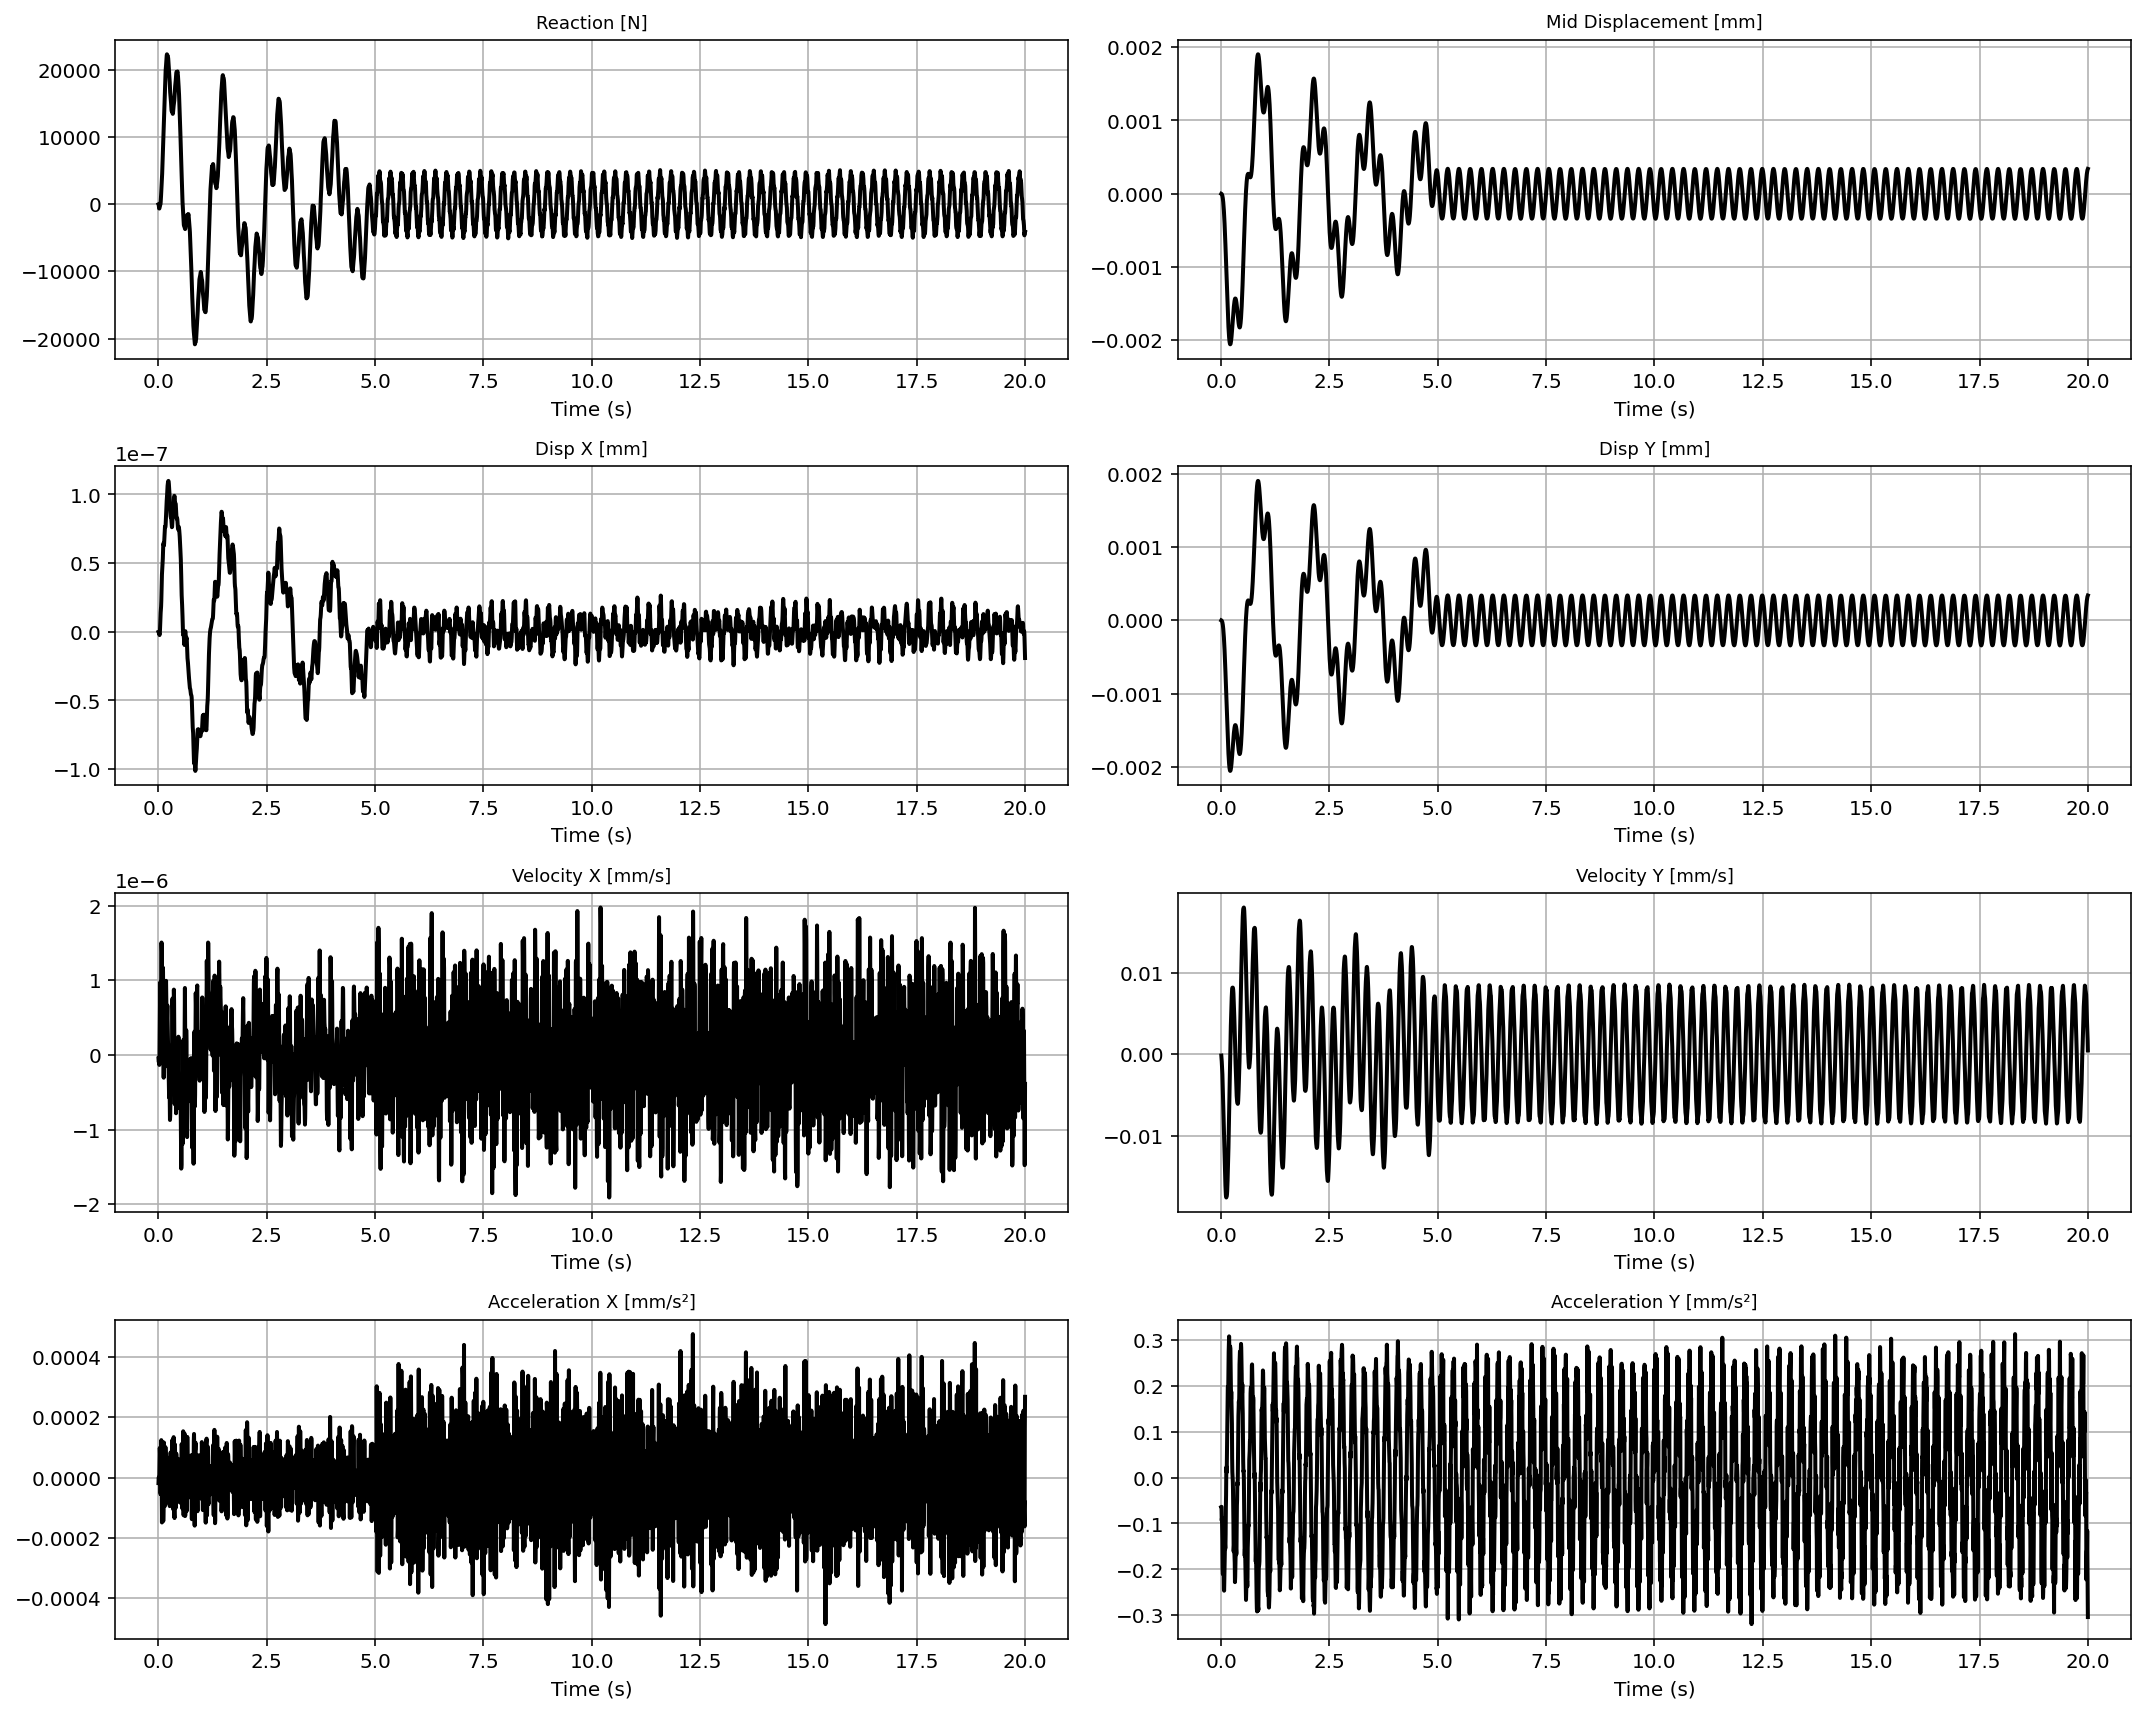 Reaction [N]
20000
10000
0
−10000
−20000
0.0 2.5 5.0 7.5 10.0 12.5 15.0 17.5 20.0
Time (s)
Mid Displacement [mm]
0.002
0.001
0.000
−0.001
−0.002
0.0 2.5 5.0 7.5 10.0 12.5 15.0 17.5 20.0
Time (s)
Disp X [mm]
1e−7
1.0
0.5
0.0
−0.5
−1.0
0.0 2.5 5.0 7.5 10.0 12.5 15.0 17.5 20.0
Time (s)
Disp Y [mm]
0.002
0.001
0.000
−0.001
−0.002
0.0 2.5 5.0 7.5 10.0 12.5 15.0 17.5 20.0
Time (s)
Velocity X [mm/s]
1e−6
2
1
0
−1
−2
0.0 2.5 5.0 7.5 10.0 12.5 15.0 17.5 20.0
Time (s)
Velocity Y [mm/s]
0.01
0.00
−0.01
0.0 2.5 5.0 7.5 10.0 12.5 15.0 17.5 20.0
Time (s)
Acceleration X [mm/s²]
0.0004
0.0002
0.0000
−0.0002
−0.0004
0.0 2.5 5.0 7.5 10.0 12.5 15.0 17.5 20.0
Time (s)
Acceleration Y [mm/s²]
0.3
0.2
0.1
0.0
−0.1
−0.2
−0.3
0.0 2.5 5.0 7.5 10.0 12.5 15.0 17.5 20.0
Time (s)